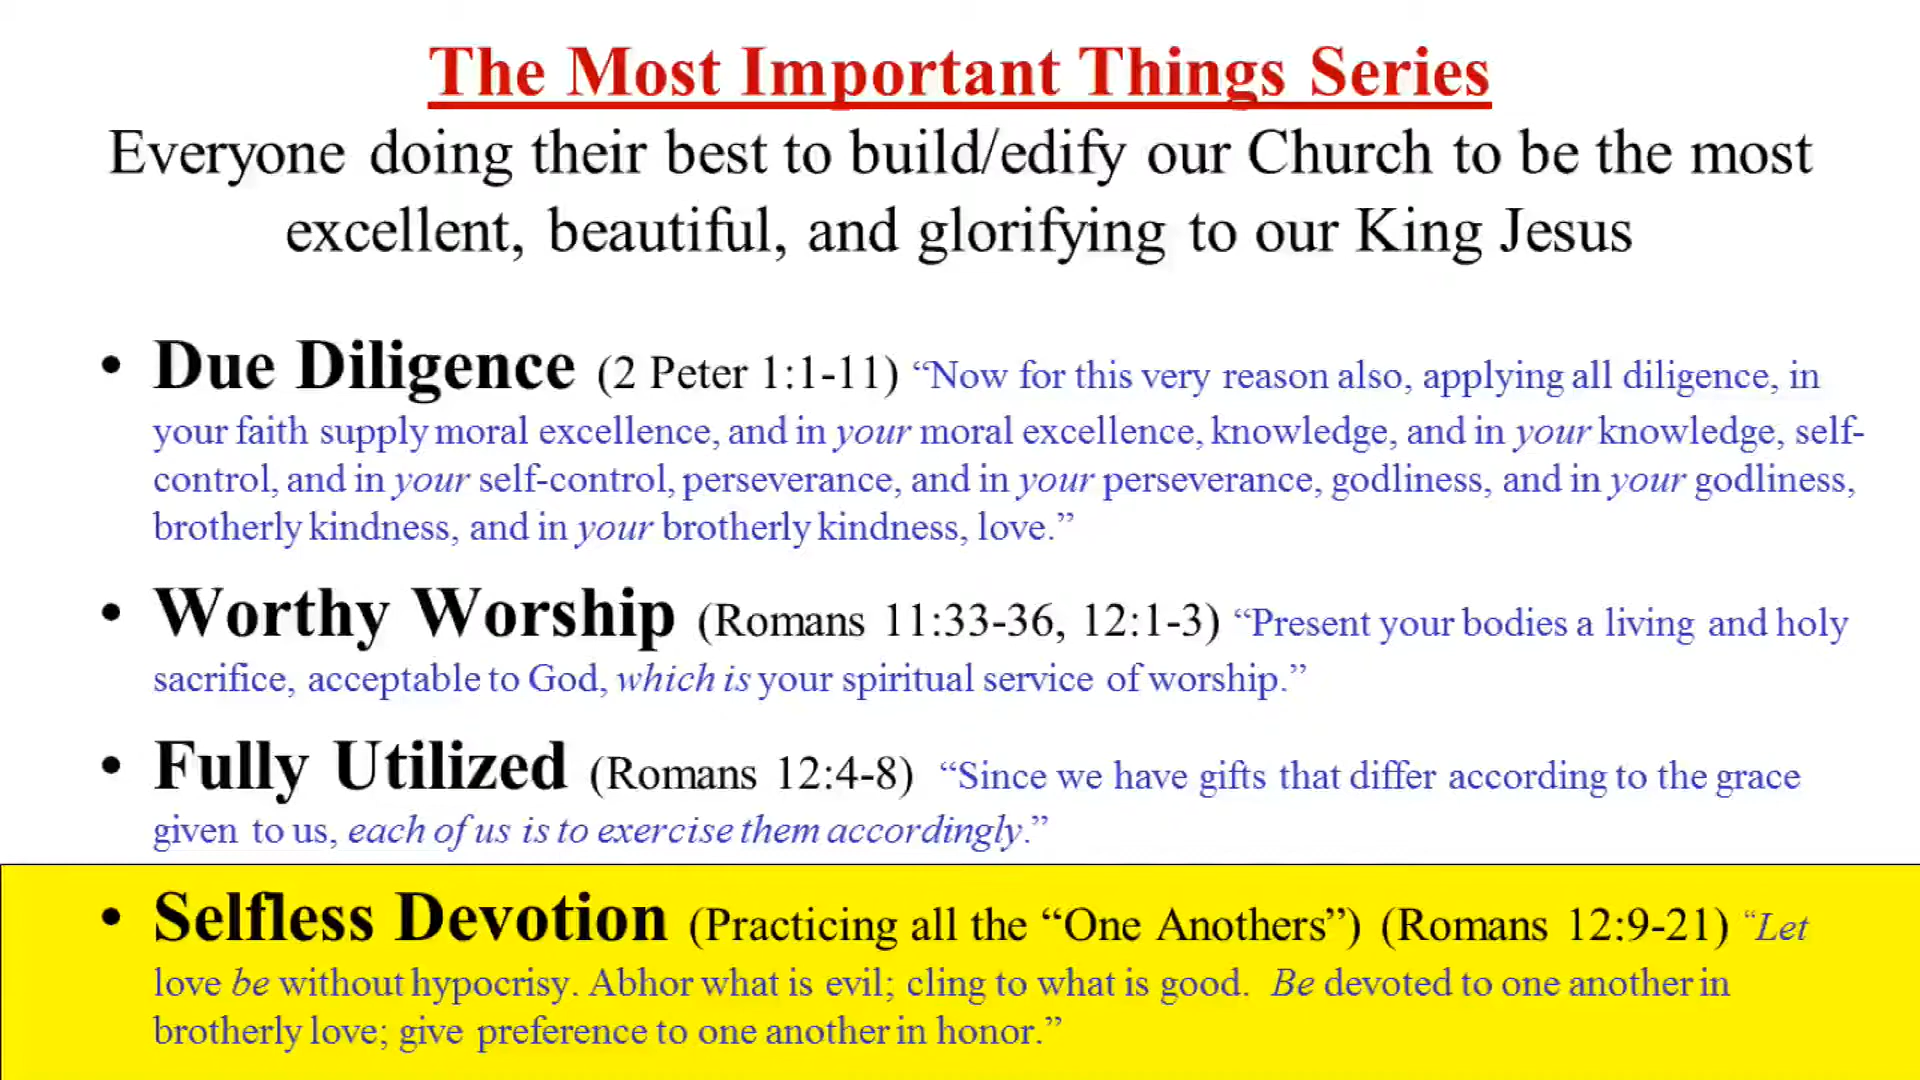 The Most Important Things Series
Everyone doing their best to build/edify our Church to be the most
excellent, beautiful, and glorifying to our King Jesus
• Due Diligence (2 Peter 1:1-11) “Now for this very reason also, applying all diligence, in
your faith supply moral excellence, and in your moral excellence, knowledge, and in your knowledge, self-
control, and in your self-control, perseverance, and in your perseverance, godliness, and in your godliness,
brotherly kindness, and in your brotherly kindness, love.”
• Worthy Worship (Romans 11:33-36, 12:1-3) “Present your bodies a living and holy
sacrifice, acceptable to God, which is your spiritual service of worship.”
• Fully Utilized (Romans 12:4-8) “Since we have gifts that differ according to the grace
given to us, each of us is to exercise them accordingly.”
• Selfless Devotion (Practicing all the “One Anothers”) (Romans 12:9-21) “Let
love be without hypocrisy. Abhor what is evil; cling to what is good. Be devoted to one another in
brotherly love; give preference to one another in honor.”